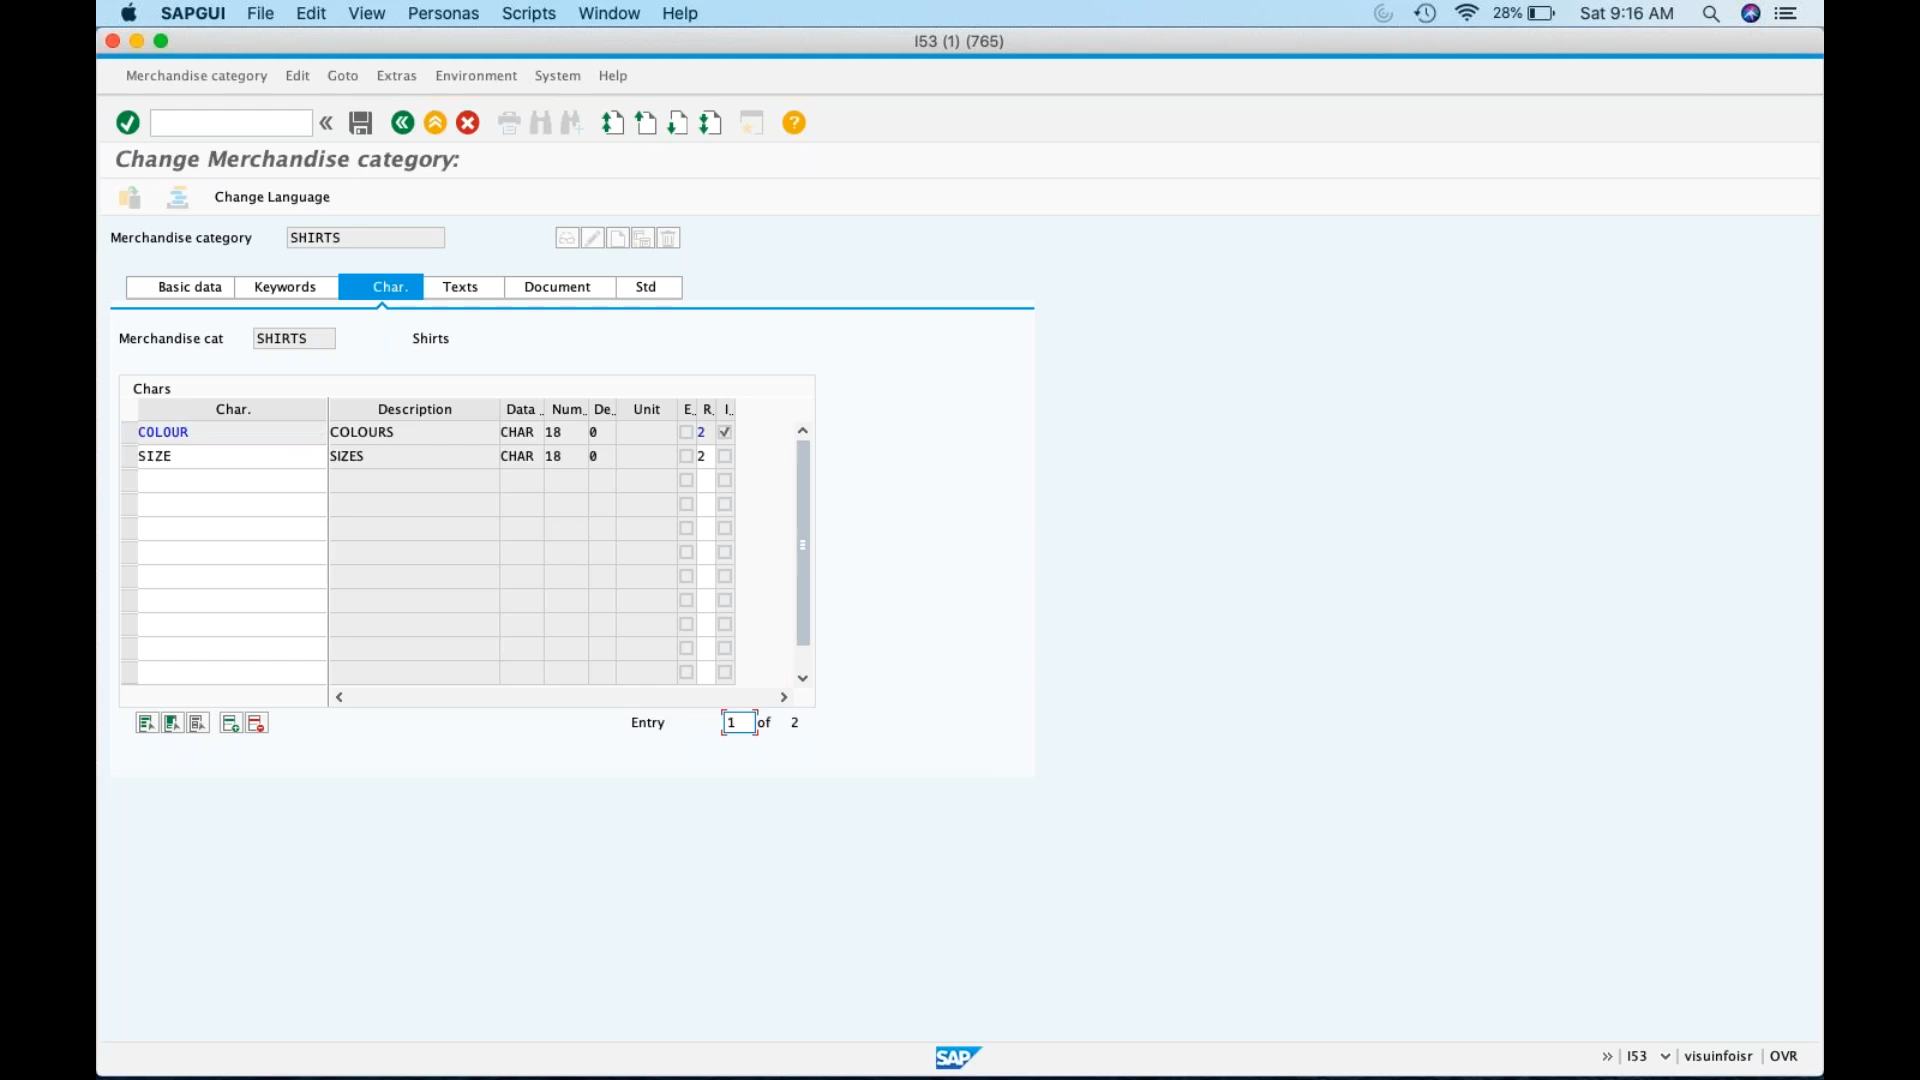 SAPGUI File Edit View Personas Scripts Window Help 28% Sat 9:16 AM
I53 (1) (765)
Merchandise category Edit Goto Extras Environment System Help
Change Merchandise category:
Change Language
Merchandise category SHIRTS
Basic data Keywords Char. Texts Document Std
Merchandise cat SHIRTS Shirts
Chars
Char. Description Data .. Num.. De.. Unit E.. R. I..
COLOUR COLOURS CHAR 18 0 2
SIZE SIZES CHAR 18 0 2
Entry 1 of 2
SAP I53 visuinfoisr OVR